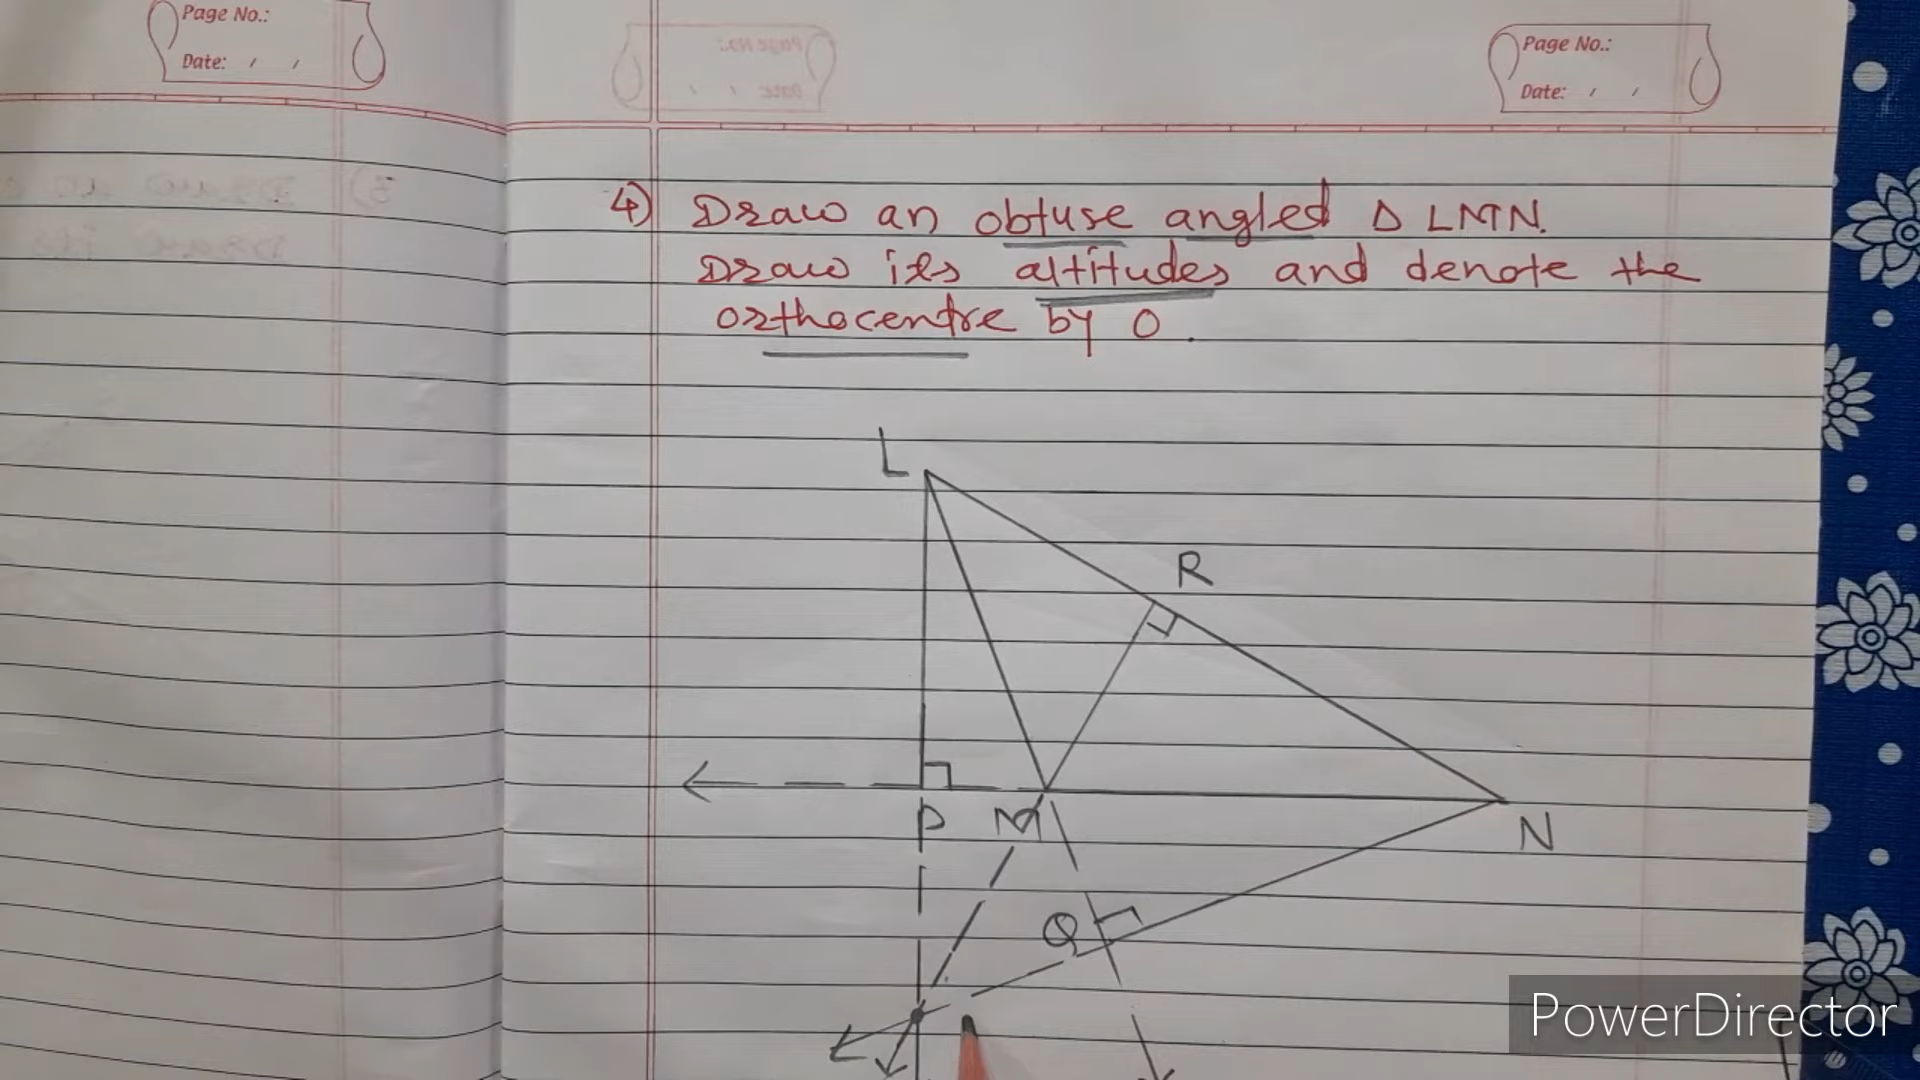 Page No.:
Date: / /
Page No.:
Date: / /
4) Draw an obtuse angled Δ LMN.
Draw its altitudes and denote the
orthocentre by O.
L
R
P
M
N
Q
PowerDirector